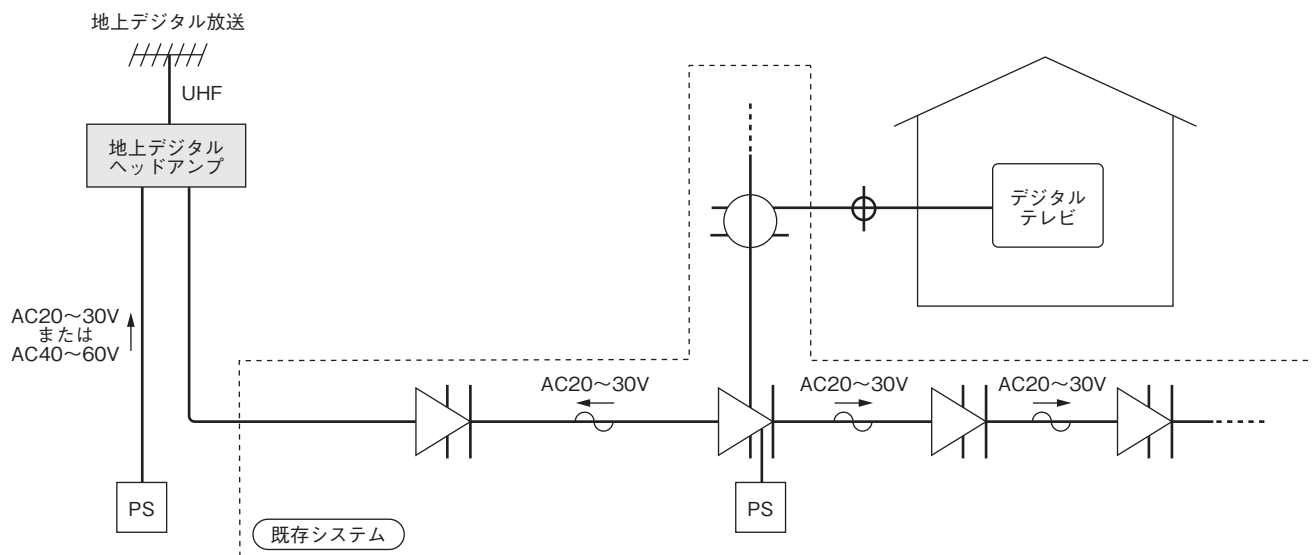 地上デジタル放送
UHF
地上デジタル
ヘッドアンプ
デジタル
テレビ
AC20～30V
または
AC40～60V
AC20～30V
AC20～30V
AC20～30V
PS
PS
既存システム